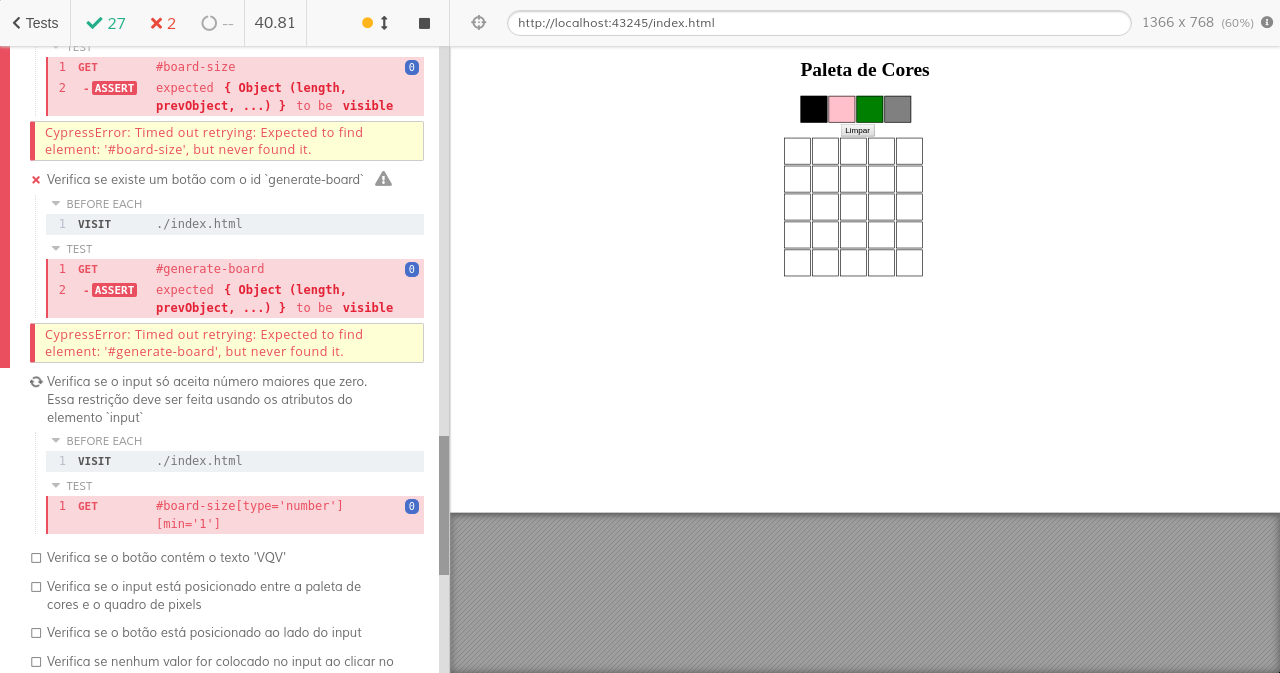 Tests 27 2 -- 40.81
http://localhost:43245/index.html 1366 x 768 (60%)
TEST
1 GET #board-size 0
2 -ASSERT expected { Object (length,
prevObject, ...) } to be visible
CypressError: Timed out retrying: Expected to find
element: '#board-size', but never found it.
Verifica se existe um botão com o id `generate-board`
BEFORE EACH
1 VISIT ./index.html
TEST
1 GET #generate-board 0
2 -ASSERT expected { Object (length,
prevObject, ...) } to be visible
CypressError: Timed out retrying: Expected to find
element: '#generate-board', but never found it.
Verifica se o input só aceita número maiores que zero.
Essa restrição deve ser feita usando os atributos do
elemento `input`
BEFORE EACH
1 VISIT ./index.html
TEST
1 GET #board-size[type='number'] 0
[min='1']
Verifica se o botão contém o texto 'VQV'
Verifica se o input está posicionado entre a paleta de
cores e o quadro de pixels
Verifica se o botão está posicionado ao lado do input
Verifica se nenhum valor for colocado no input ao clicar no
Paleta de Cores
Limpar